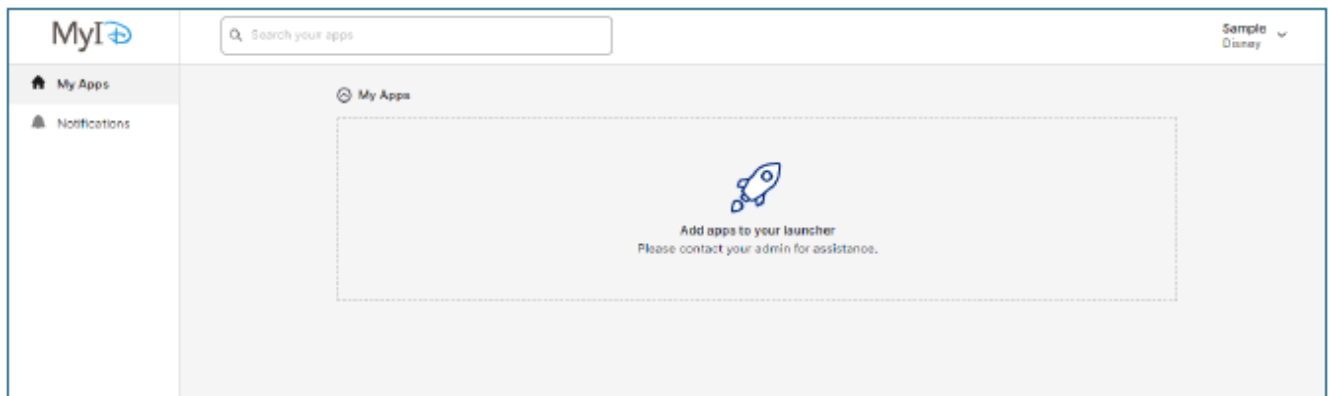 MyID
Search your apps
Sample
Disney
My Apps
Notifications
My Apps
Add apps to your launcher
Please contact your admin for assistance.